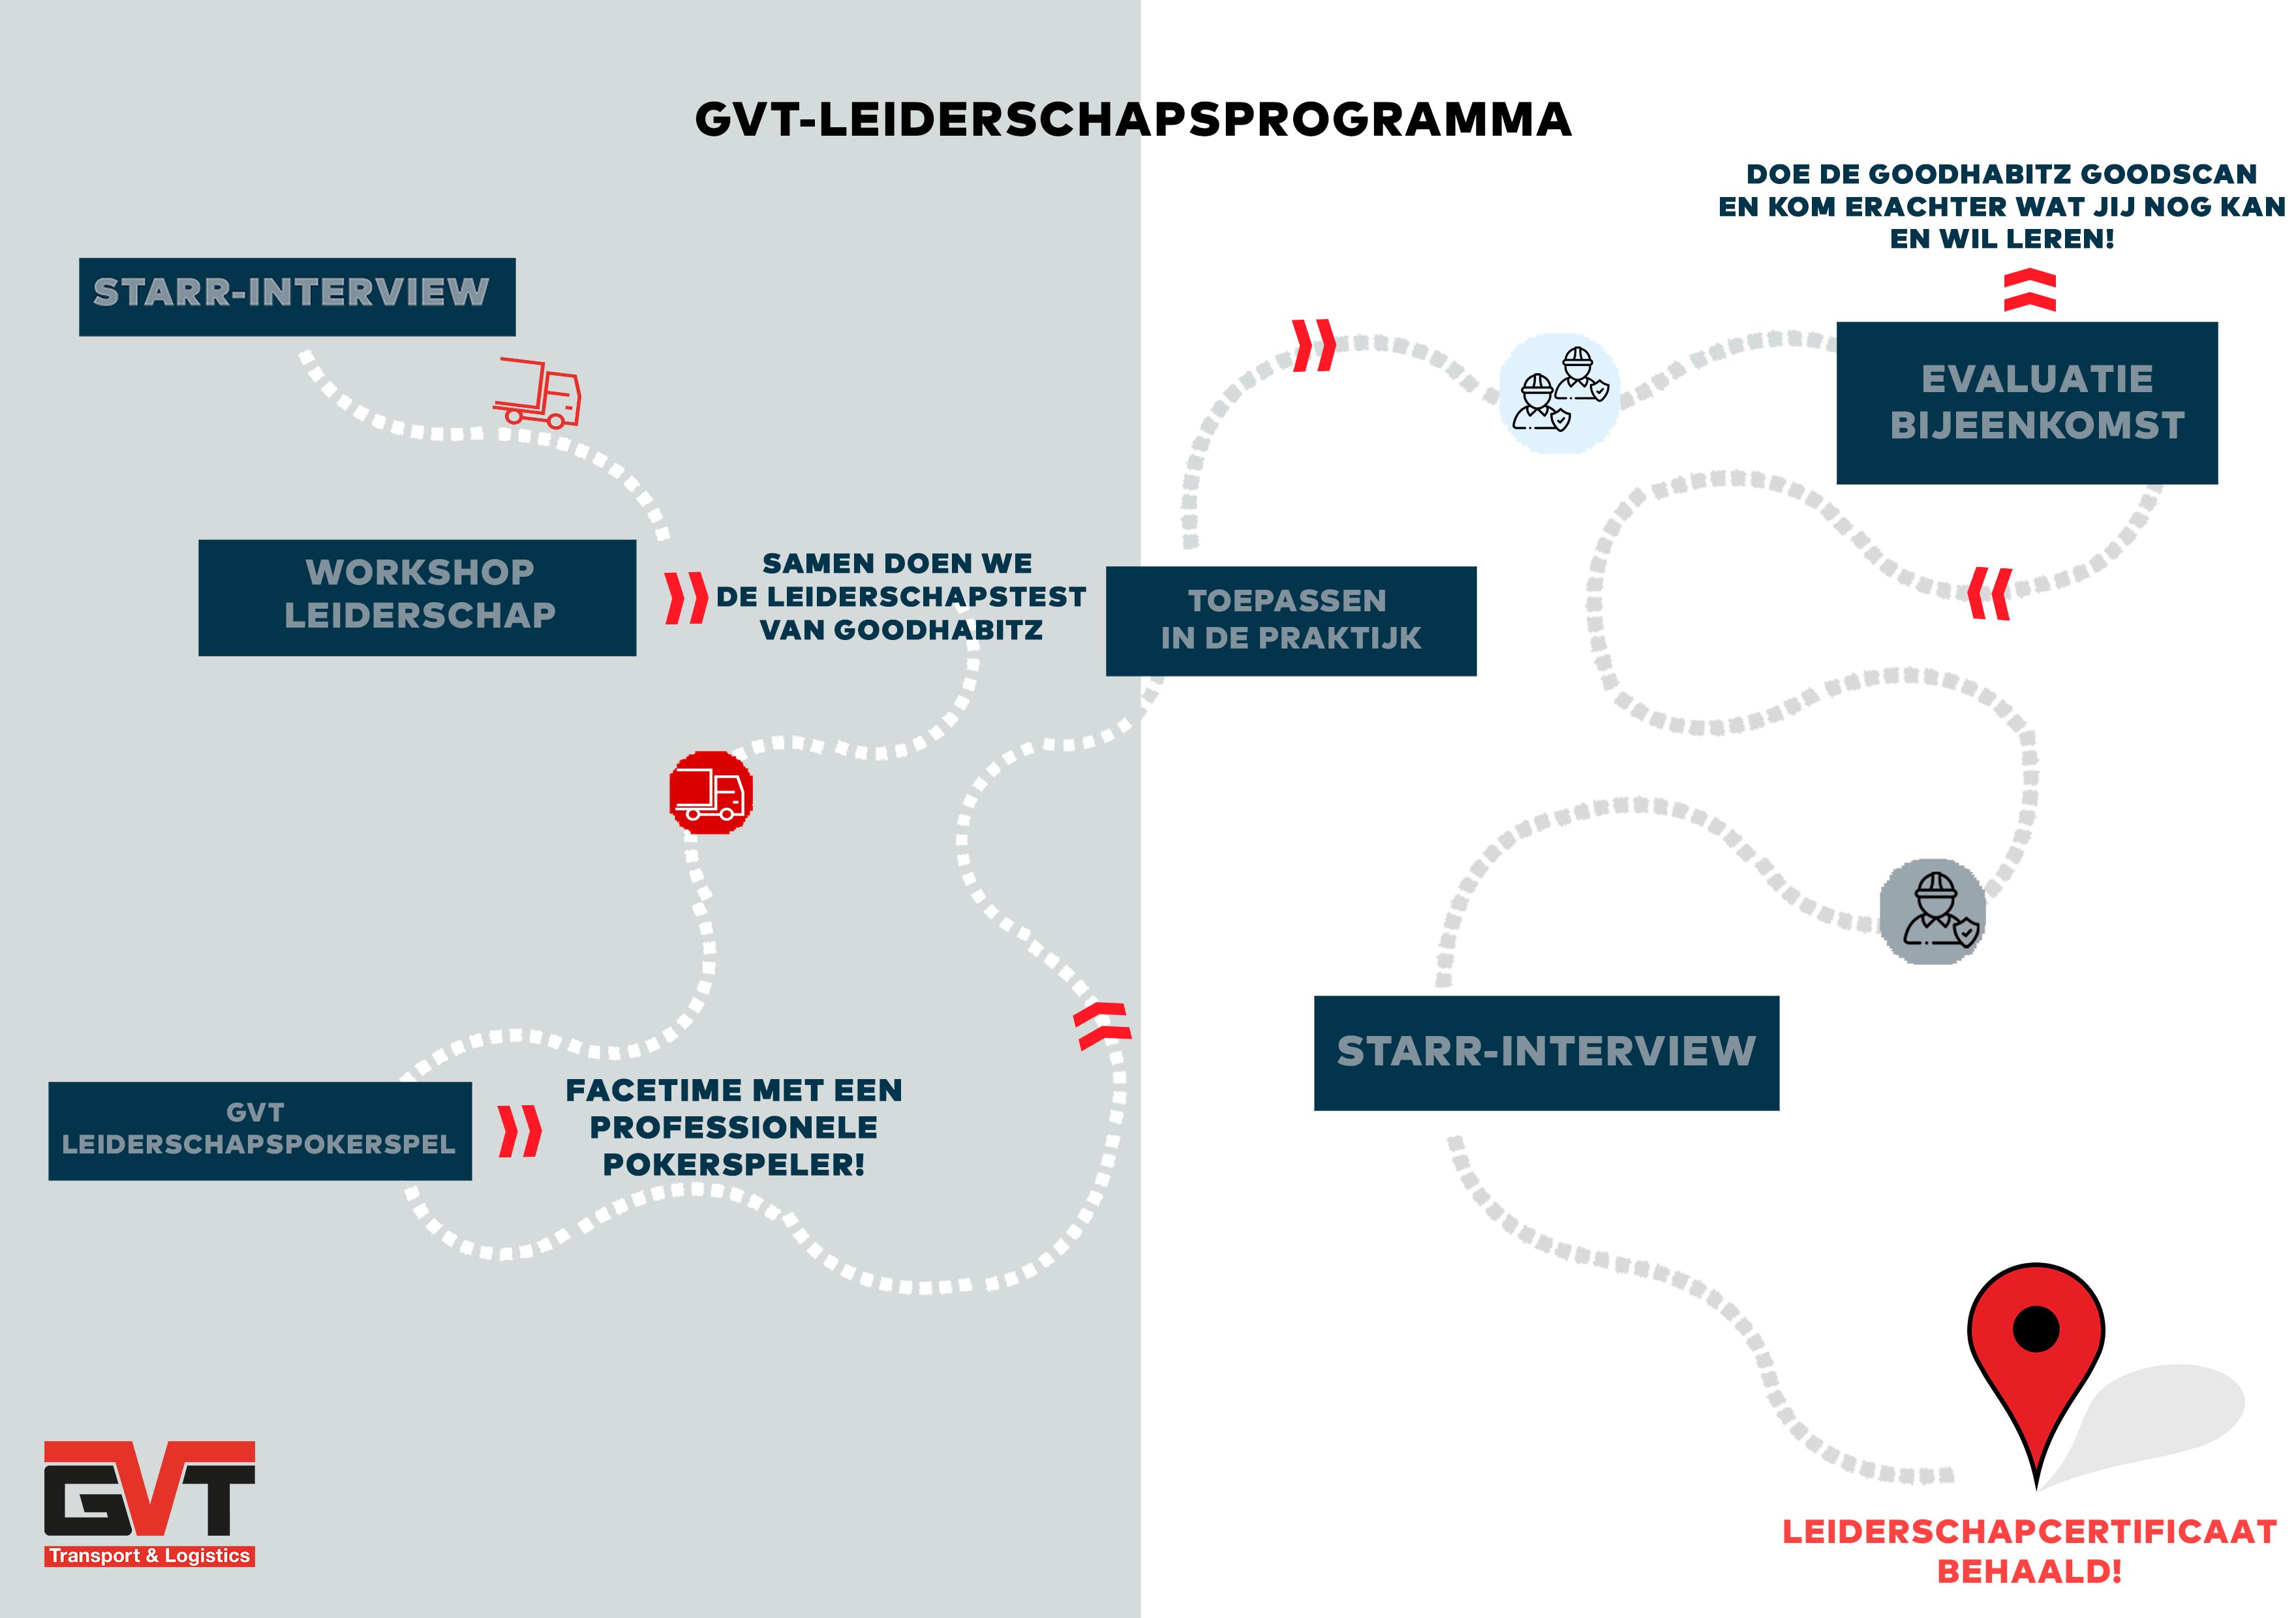 GVT-LEIDERSCHAPSPROGRAMMA
STARR-INTERVIEW
WORKSHOP
LEIDERSCHAP
SAMEN DOEN WE
DE LEIDERSCHAPSTEST
VAN GOODHABITZ
GVT
LEIDERSCHAPSPOKERSPEL
FACETIME MET EEN
PROFESSIONELE
POKERSPELER!
TOEPASSEN
IN DE PRAKTIJK
DOE DE GOODHABITZ GOODSCAN
EN KOM ERACHTER WAT JIJ NOG KAN
EN WIL LEREN!
EVALUATIE
BIJEENKOMST
STARR-INTERVIEW
LEIDERSCHAPCERTIFICAAT
BEHAALD!
GVT
Transport & Logistics